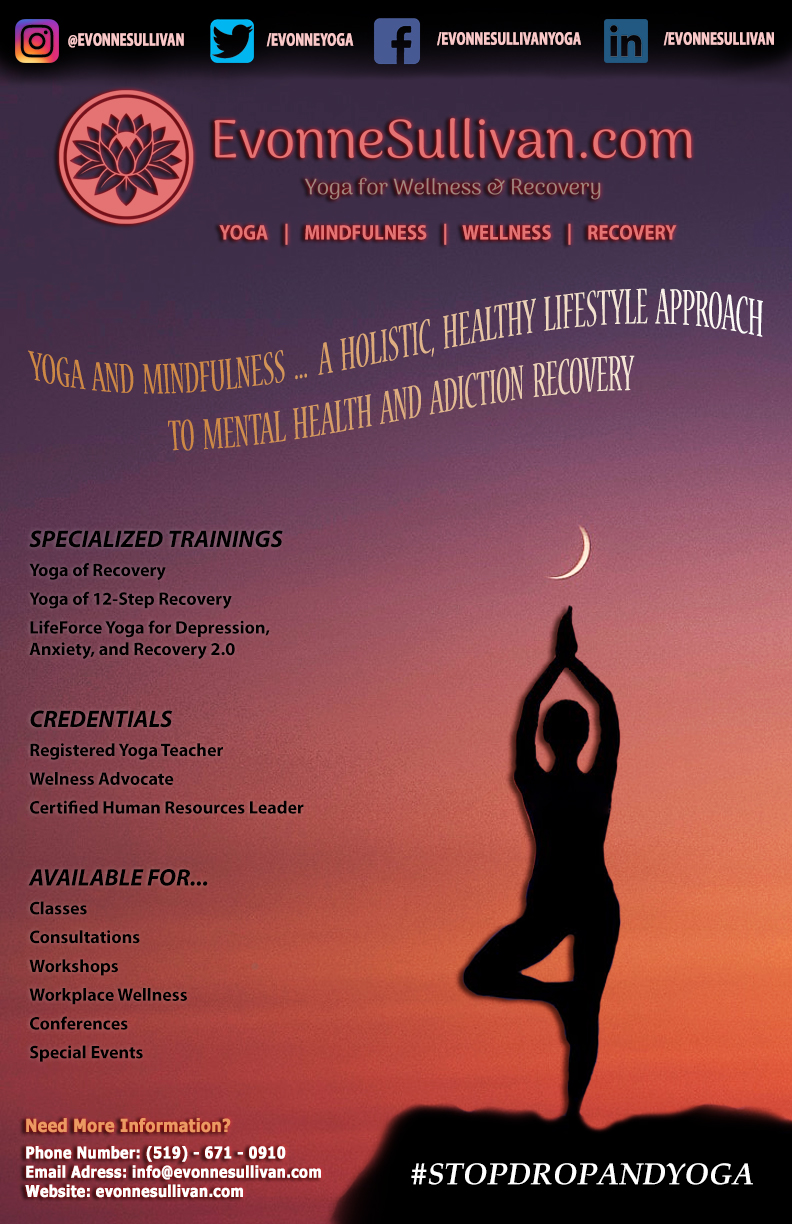 @EVONNESULLIVAN /EVONNEYOGA /EVONNESULLIVANYOGA /EVONNESULLIVAN
EvonneSullivan.com
Yoga for Wellness & Recovery
YOGA | MINDFULNESS | WELLNESS | RECOVERY
YOGA AND MINDFULNESS ... A HOLISTIC, HEALTHY LIFESTYLE APPROACH
TO MENTAL HEALTH AND ADICTION RECOVERY
SPECIALIZED TRAININGS
Yoga of Recovery
Yoga of 12-Step Recovery
LifeForce Yoga for Depression,
Anxiety, and Recovery 2.0
CREDENTIALS
Registered Yoga Teacher
Welness Advocate
Certified Human Resources Leader
AVAILABLE FOR...
Classes
Consultations
Workshops
Workplace Wellness
Conferences
Special Events
Need More Information?
Phone Number: (519) - 671 - 0910
Email Adress: info@evonnesullivan.com
Website: evonnesullivan.com
#STOPDROPANDYOGA